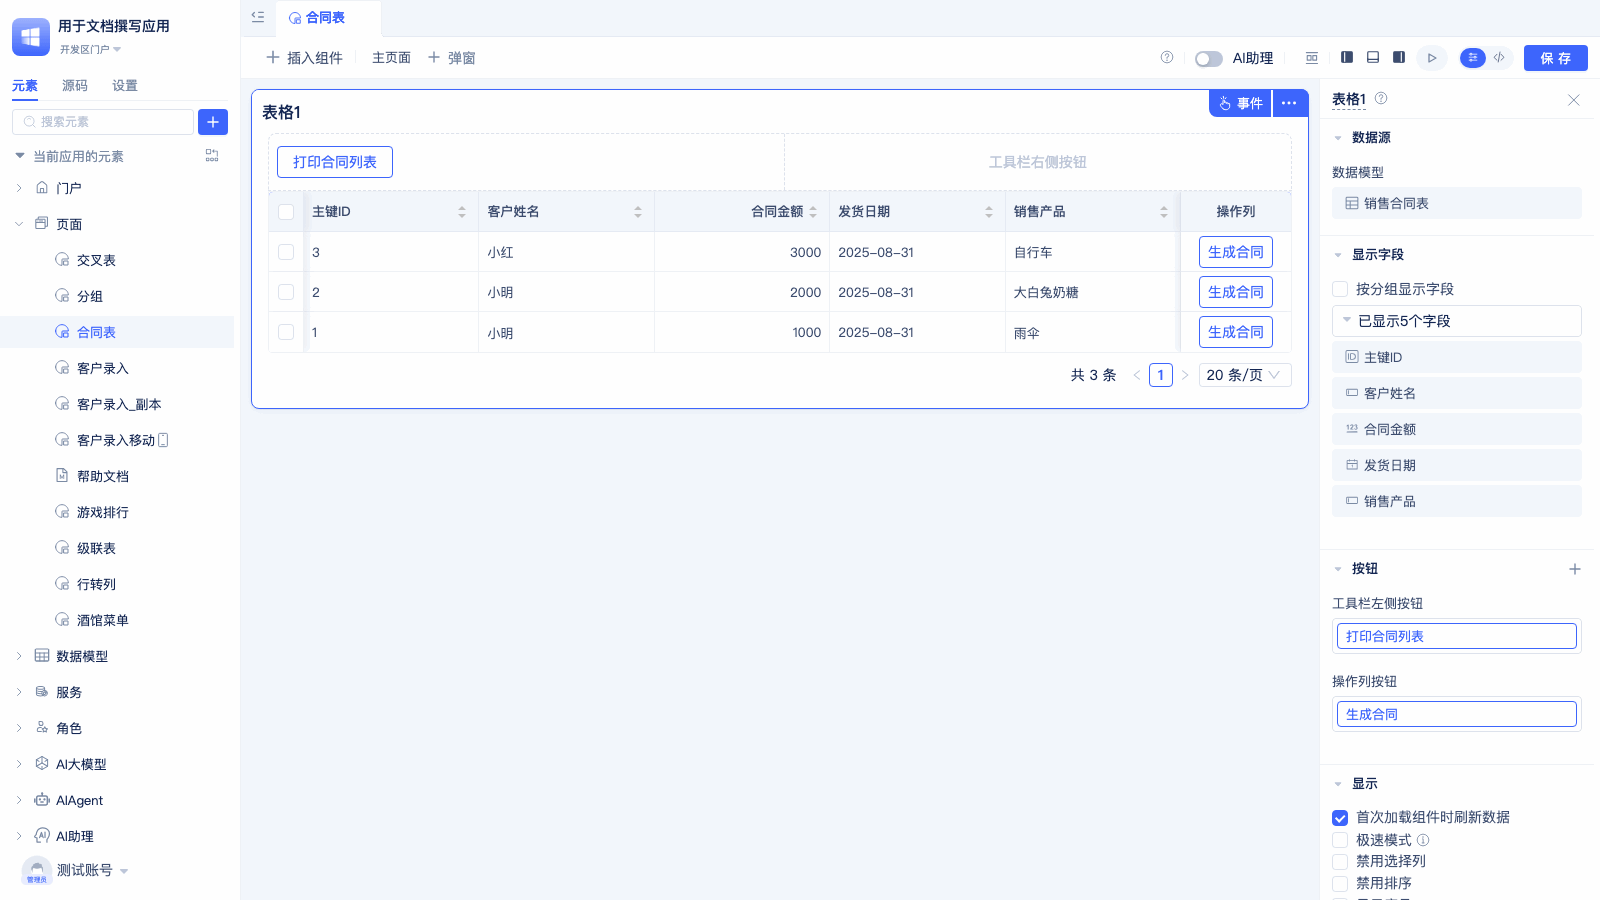 用于文档撰写应用
开发区门户
元素 源码 设置
搜索元素
当前应用的元素
门户
页面
交叉表
分组
合同表
客户录入
客户录入_副本
客户录入移动
帮助文档
游戏排行
级联表
行转列
酒馆菜单
数据模型
服务
角色
AI大模型
AIAgent
AI助理
测试账号
管理员
合同表
插入组件 主页面 弹窗
AI助理
保存
表格1
事件
打印合同列表 工具栏右侧按钮
主键ID 客户姓名 合同金额 发货日期 销售产品 操作列
3 小红 3000 2025-08-31 自行车 生成合同
2 小明 2000 2025-08-31 大白兔奶糖 生成合同
1 小明 1000 2025-08-31 雨伞 生成合同
共 3 条 1 20 条/页
表格1
数据源
数据模型
销售合同表
显示字段
按分组显示字段
已显示5个字段
ID 主键ID
客户姓名
123 合同金额
发货日期
销售产品
按钮
工具栏左侧按钮
打印合同列表
操作列按钮
生成合同
显示
首次加载组件时刷新数据
极速模式
禁用选择列
禁用排序